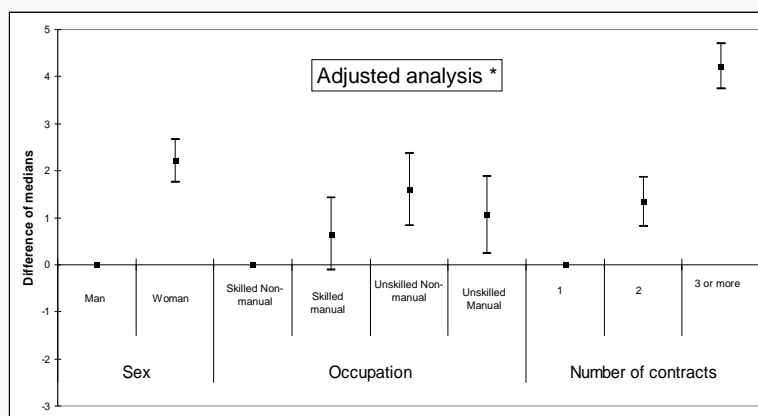 Adjusted analysis *
Difference of medians
5
4
3
2
1
0
-1
-2
-3
Man
Woman
Skilled Non-
manual
Skilled
manual
Unskilled Non-
manual
Unskilled
Manual
1
2
3 or more
Sex
Occupation
Number of contracts